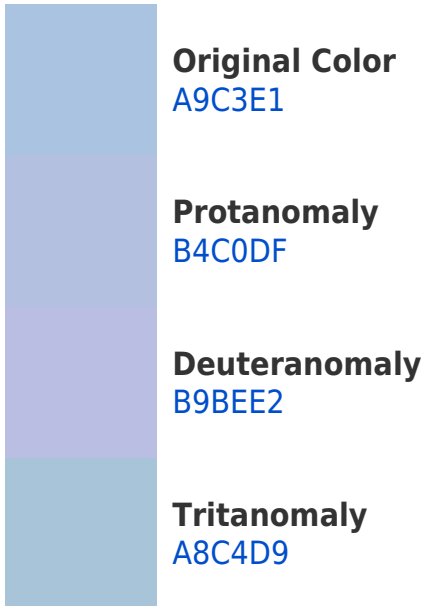 Original Color
A9C3E1
Protanomaly
B4C0DF
Deuteranomaly
B9BEE2
Tritanomaly
A8C4D9